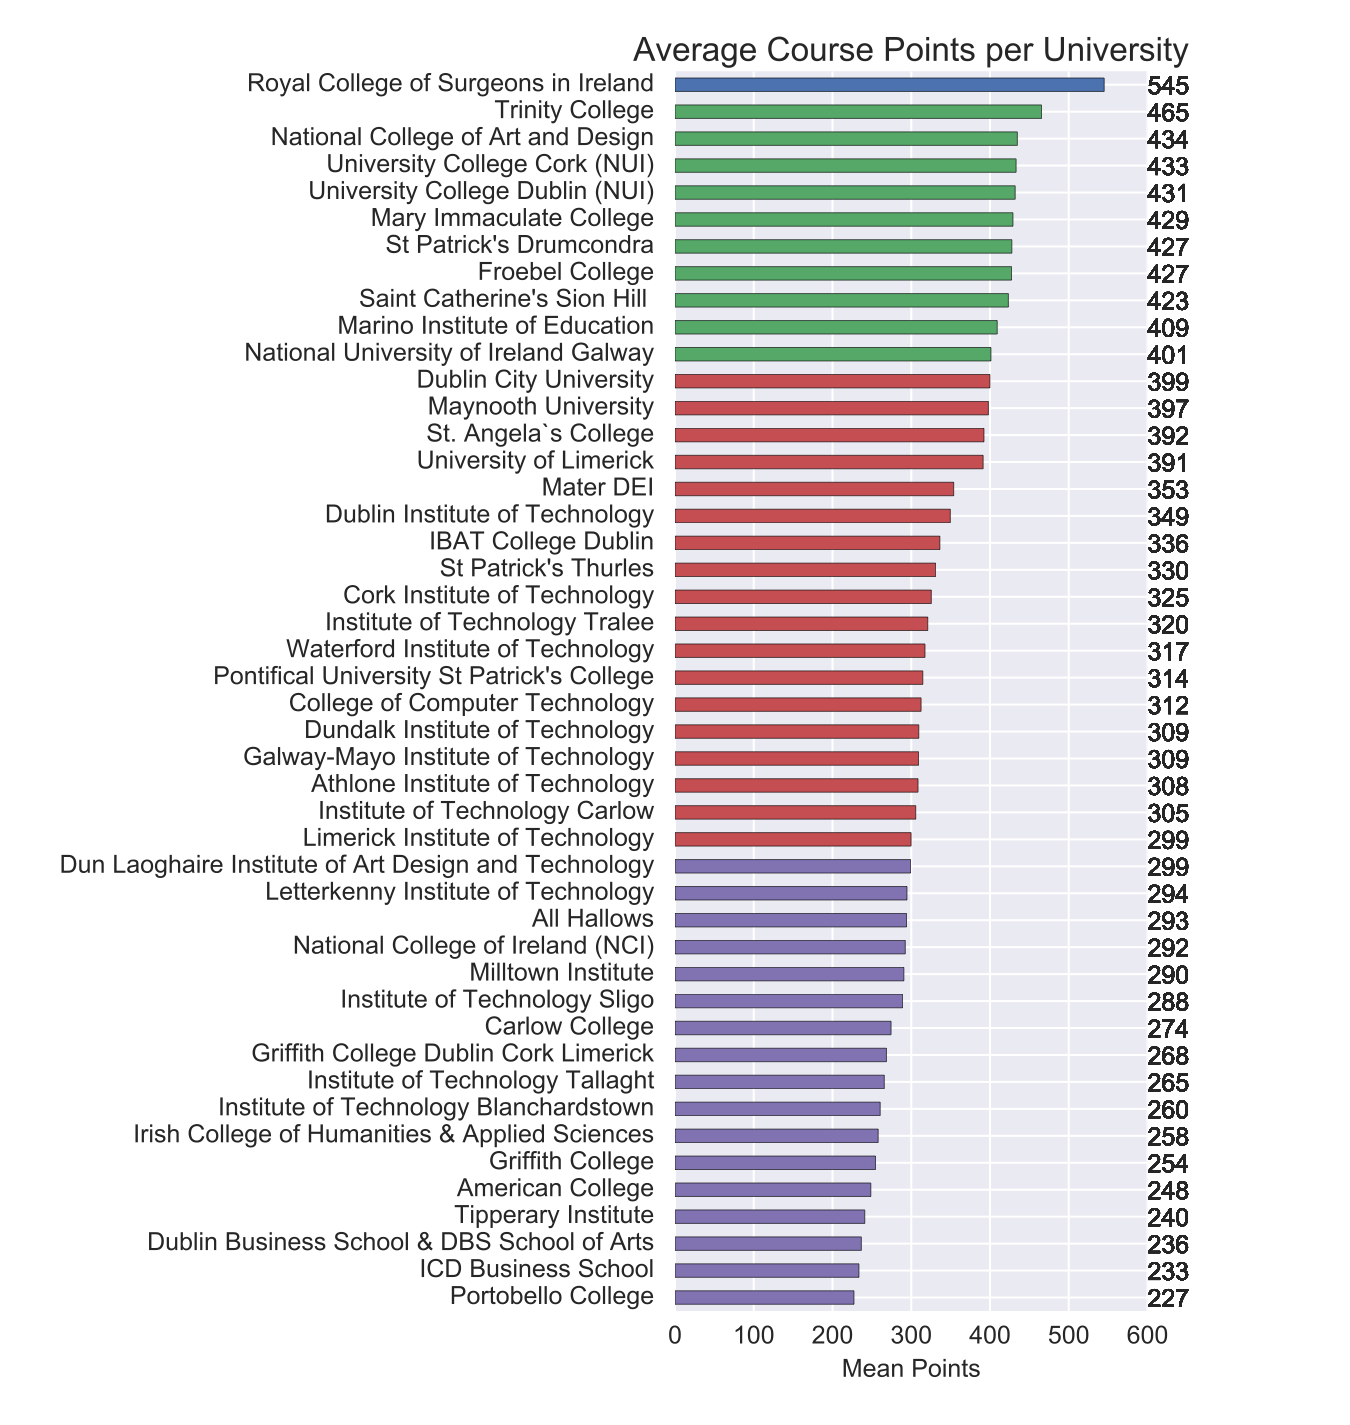 Average Course Points per University
Royal College of Surgeons in Ireland 545
Trinity College 465
National College of Art and Design 434
University College Cork (NUI) 433
University College Dublin (NUI) 431
Mary Immaculate College 429
St Patrick's Drumcondra 427
Froebel College 427
Saint Catherine's Sion Hill 423
Marino Institute of Education 409
National University of Ireland Galway 401
Dublin City University 399
Maynooth University 397
St. Angela`s College 392
University of Limerick 391
Mater DEI 353
Dublin Institute of Technology 349
IBAT College Dublin 336
St Patrick's Thurles 330
Cork Institute of Technology 325
Institute of Technology Tralee 320
Waterford Institute of Technology 317
Pontifical University St Patrick's College 314
College of Computer Technology 312
Dundalk Institute of Technology 309
Galway-Mayo Institute of Technology 309
Athlone Institute of Technology 308
Institute of Technology Carlow 305
Limerick Institute of Technology 299
Dun Laoghaire Institute of Art Design and Technology 299
Letterkenny Institute of Technology 294
All Hallows 293
National College of Ireland (NCI) 292
Milltown Institute 290
Institute of Technology Sligo 288
Carlow College 274
Griffith College Dublin Cork Limerick 268
Institute of Technology Tallaght 265
Institute of Technology Blanchardstown 260
Irish College of Humanities & Applied Sciences 258
Griffith College 254
American College 248
Tipperary Institute 240
Dublin Business School & DBS School of Arts 236
ICD Business School 233
Portobello College 227
0 100 200 300 400 500 600
Mean Points